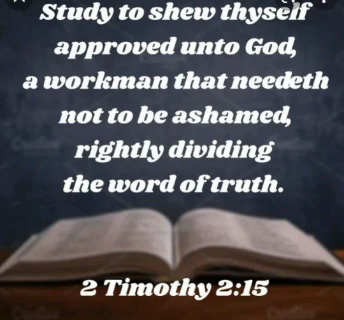 Study to shew thyself
approved unto God,
a workman that needeth
not to be ashamed,
rightly dividing
the word of truth.
2 Timothy 2:15